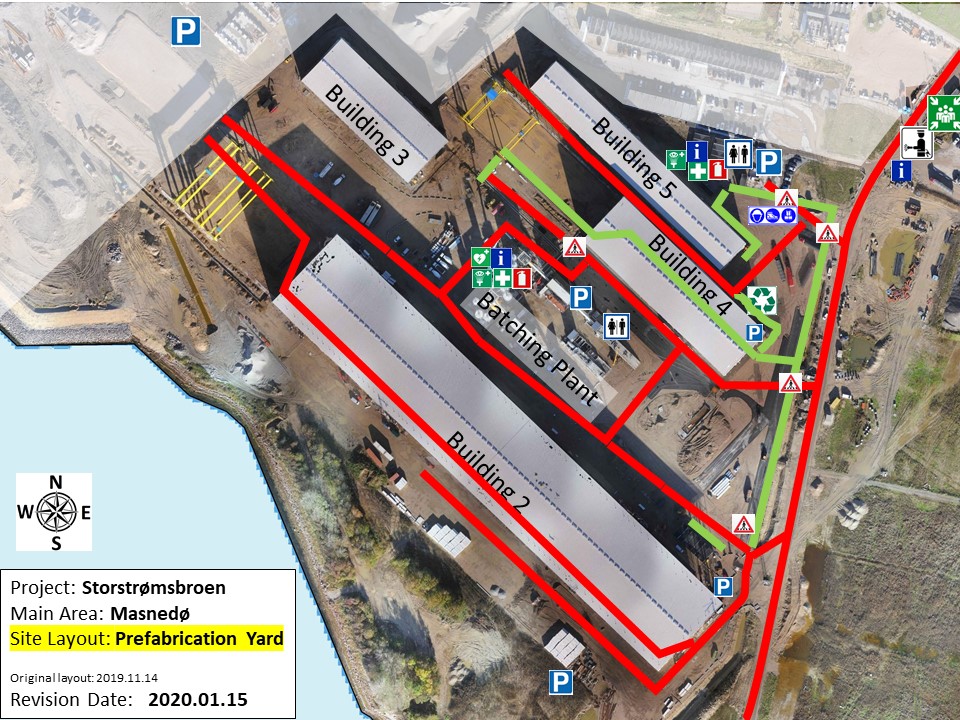 P
Building 3
Building 5
i
P
i
Building 4
i
P
P
Batching Plant
Building 2
N
W E
S
P
P
Project: Storstrømsbroen
Main Area: Masnedø
Site Layout: Prefabrication Yard
Original layout: 2019.11.14
Revision Date: 2020.01.15